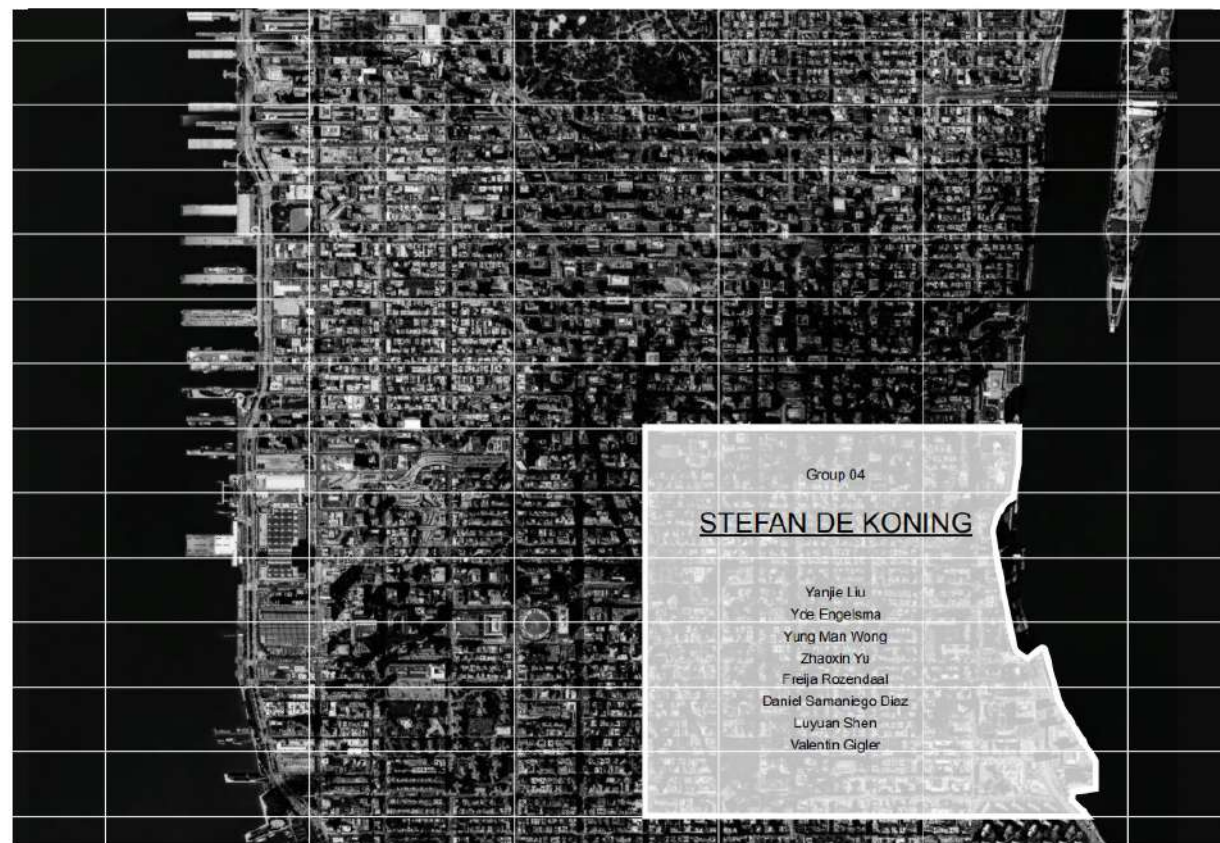 Group 04
STEFAN DE KONING
Yanjie Liu
Yde Engelsma
Yung Man Wong
Zhaoxin Yu
Freija Rozendaal
Daniel Samaniego Diaz
Luyuan Shen
Valentin Gigler